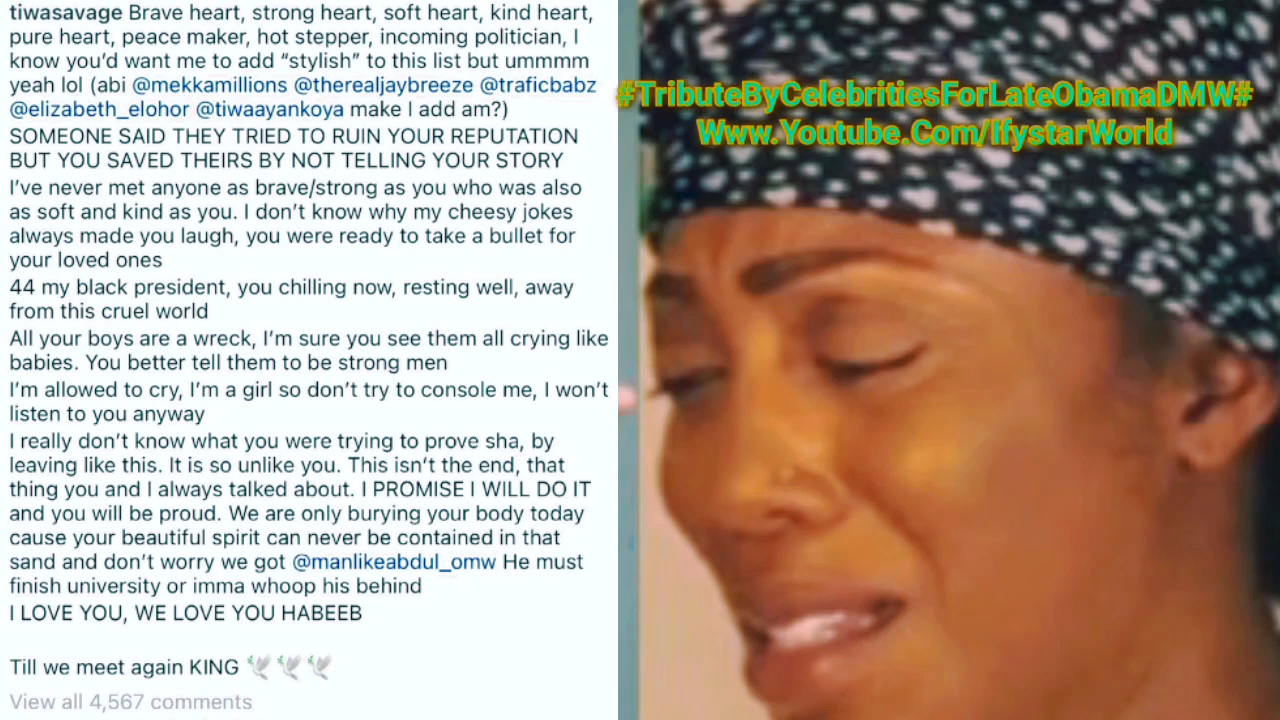 tiwasavage Brave heart, strong heart, soft heart, kind heart,
pure heart, peace maker, hot stepper, incoming politician, I
know you’d want me to add “stylish” to this list but ummmm
yeah lol (abi @mekkamillions @therealjaybreeze @traficbabz
@elizabeth_elohor @tiwaayankoya make I add am?)
SOMEONE SAID THEY TRIED TO RUIN YOUR REPUTATION
BUT YOU SAVED THEIRS BY NOT TELLING YOUR STORY
I’ve never met anyone as brave/strong as you who was also
as soft and kind as you. I don’t know why my cheesy jokes
always made you laugh, you were ready to take a bullet for
your loved ones
44 my black president, you chilling now, resting well, away
from this cruel world
All your boys are a wreck, I’m sure you see them all crying like
babies. You better tell them to be strong men
I’m allowed to cry, I’m a girl so don’t try to console me, I won’t
listen to you anyway
I really don’t know what you were trying to prove sha, by
leaving like this. It is so unlike you. This isn’t the end, that
thing you and I always talked about. I PROMISE I WILL DO IT
and you will be proud. We are only burying your body today
cause your beautiful spirit can never be contained in that
sand and don’t worry we got @manlikeabdul_omw He must
finish university or imma whoop his behind
I LOVE YOU, WE LOVE YOU HABEEB
Till we meet again KING 🕊️🕊️🕊️
View all 4,567 comments
#TributeByCelebritiesForLateObamaDMW#
Www.Youtube.Com/IfystarWorld